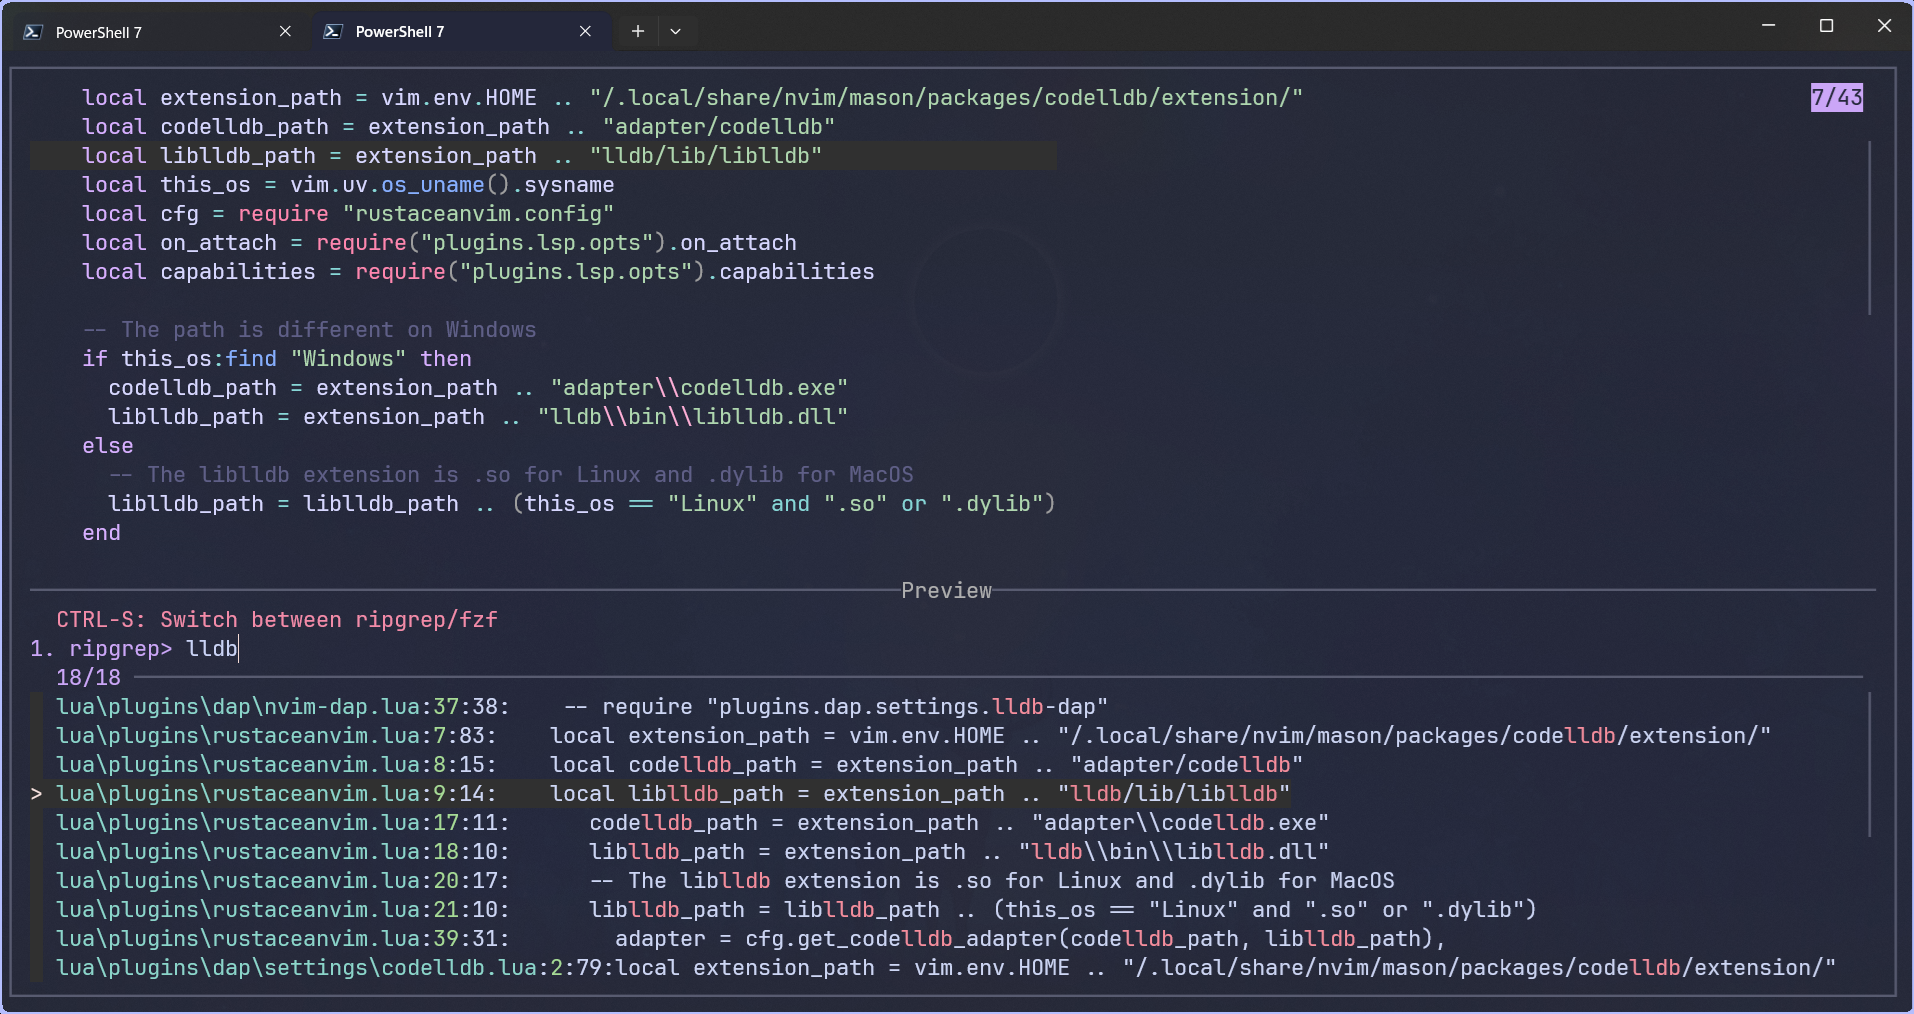 PowerShell 7
PowerShell 7
local extension_path = vim.env.HOME .. "/.local/share/nvim/mason/packages/codelldb/extension/"
7/43
local codelldb_path = extension_path .. "adapter/codelldb"
local liblldb_path = extension_path .. "lldb/lib/liblldb"
local this_os = vim.uv.os_uname().sysname
local cfg = require "rustaceanvim.config"
local on_attach = require("plugins.lsp.opts").on_attach
local capabilities = require("plugins.lsp.opts").capabilities
-- The path is different on Windows
if this_os:find "Windows" then
codelldb_path = extension_path .. "adapter\\codelldb.exe"
liblldb_path = extension_path .. "lldb\\bin\\liblldb.dll"
else
-- The liblldb extension is .so for Linux and .dylib for MacOS
liblldb_path = liblldb_path .. (this_os == "Linux" and ".so" or ".dylib")
end
Preview
CTRL-S: Switch between ripgrep/fzf
1. ripgrep> lldb
18/18
lua\plugins\dap\nvim-dap.lua:37:38:    -- require "plugins.dap.settings.lldb-dap"
lua\plugins\rustaceanvim.lua:7:83:    local extension_path = vim.env.HOME .. "/.local/share/nvim/mason/packages/codelldb/extension/"
lua\plugins\rustaceanvim.lua:8:15:    local codelldb_path = extension_path .. "adapter/codelldb"
> lua\plugins\rustaceanvim.lua:9:14:    local liblldb_path = extension_path .. "lldb/lib/liblldb"
lua\plugins\rustaceanvim.lua:17:11:      codelldb_path = extension_path .. "adapter\\codelldb.exe"
lua\plugins\rustaceanvim.lua:18:10:      liblldb_path = extension_path .. "lldb\\bin\\liblldb.dll"
lua\plugins\rustaceanvim.lua:20:17:      -- The liblldb extension is .so for Linux and .dylib for MacOS
lua\plugins\rustaceanvim.lua:21:10:      liblldb_path = liblldb_path .. (this_os == "Linux" and ".so" or ".dylib")
lua\plugins\rustaceanvim.lua:39:31:        adapter = cfg.get_codelldb_adapter(codelldb_path, liblldb_path),
lua\plugins\dap\settings\codelldb.lua:2:79:local extension_path = vim.env.HOME .. "/.local/share/nvim/mason/packages/codelldb/extension/"